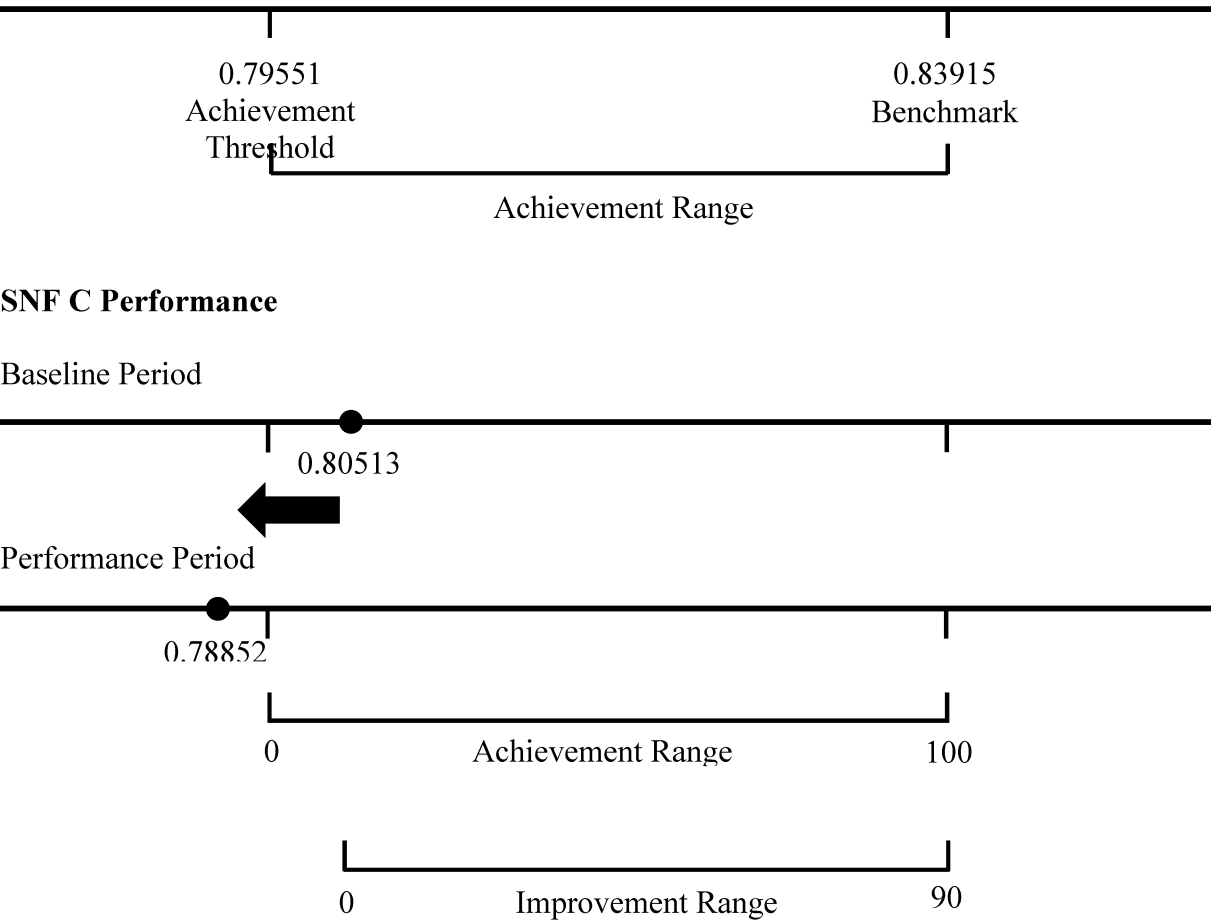 0.79551
0.83915
Achievement
Threshold
Benchmark
Achievement Range
SNF C Performance
Baseline Period
0.80513
Performance Period
0.78852
0
Achievement Range
100
0
Improvement Range
90